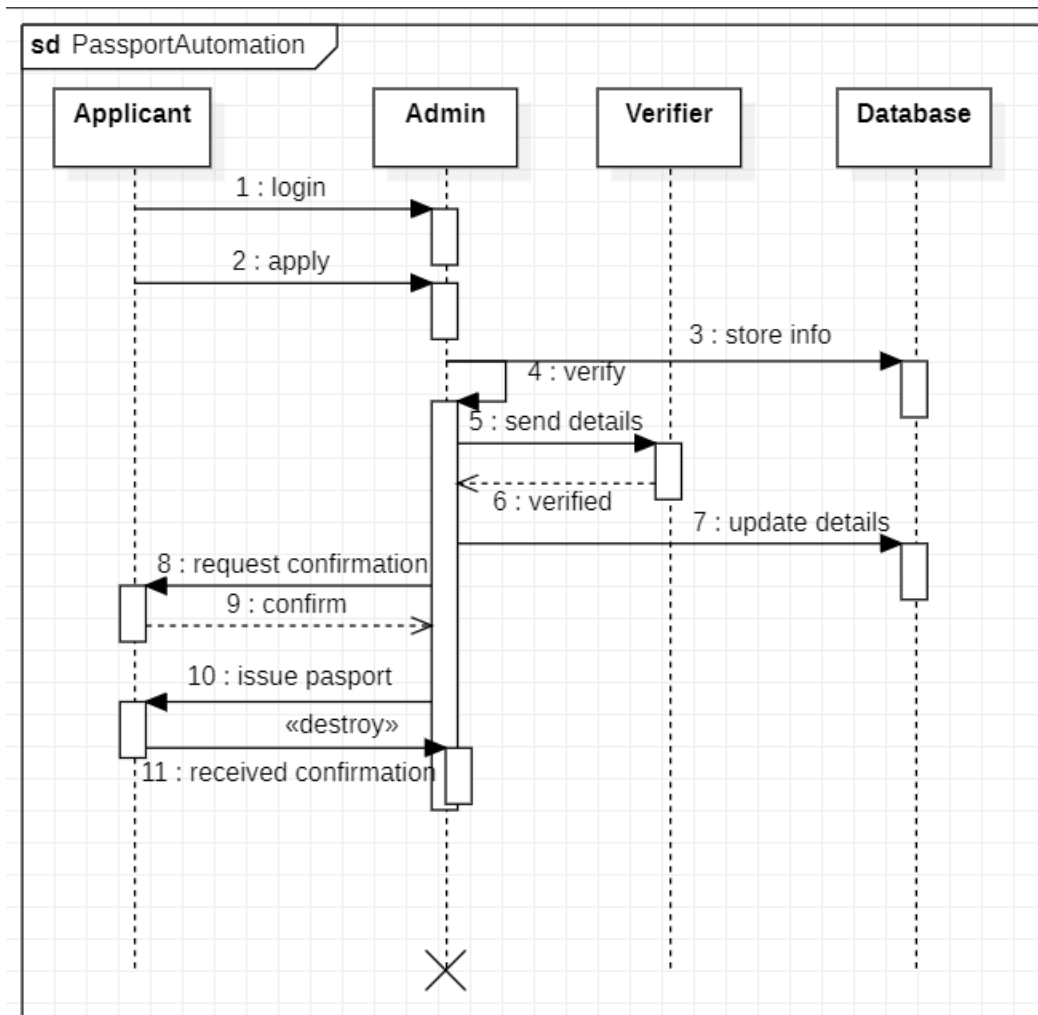 sd PassportAutomation
Applicant
Admin
Verifier
Database
1 : login
2 : apply
3 : store info
4 : verify
5 : send details
6 : verified
7 : update details
8 : request confirmation
9 : confirm
10 : issue pasport
«destroy»
11 : received confirmation